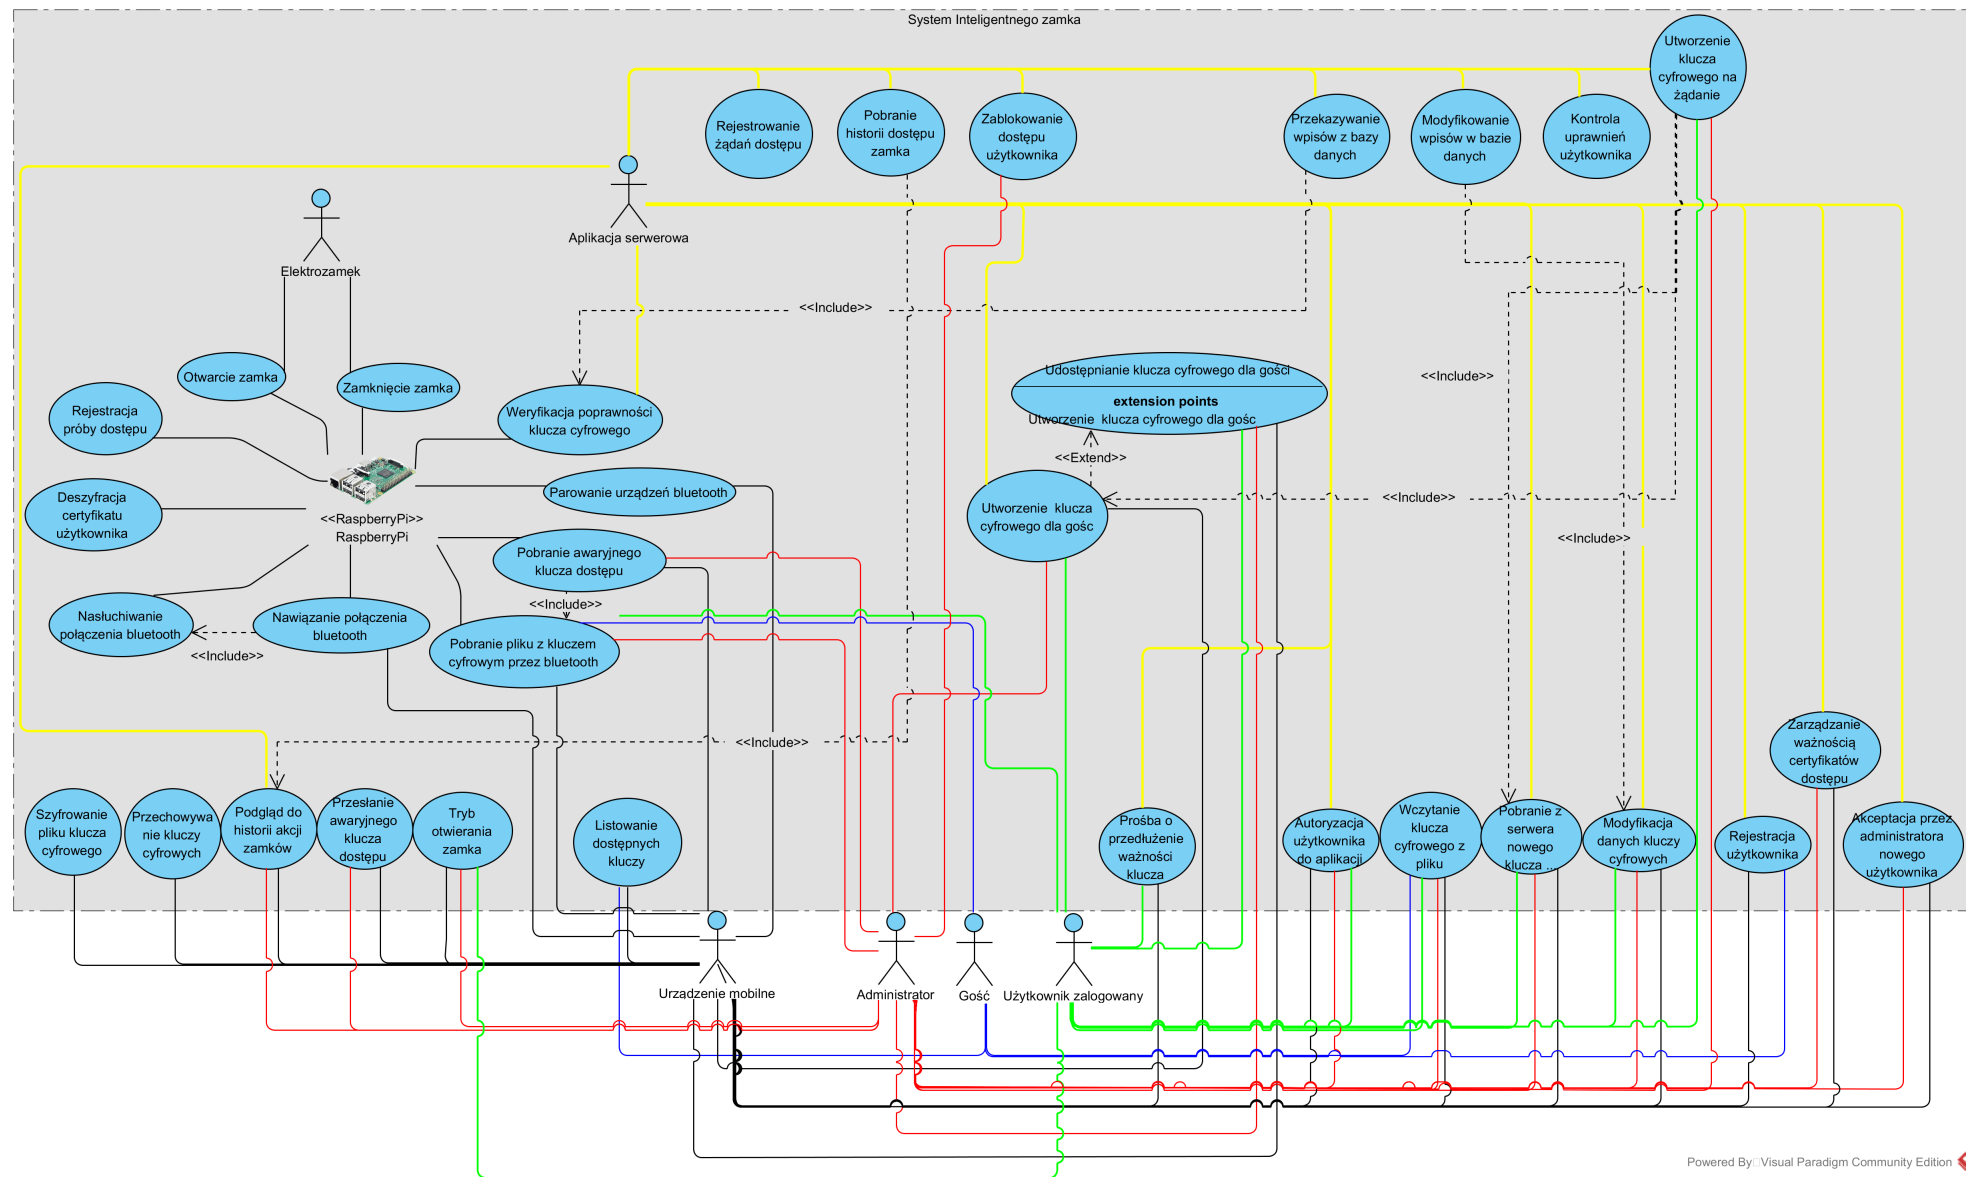 System Inteligentnego zamka
Utworzenie
klucza
cyfrowego na
żądanie
Rejestrowanie
żądań dostępu
Pobranie
historii dostępu
zamka
Zablokowanie
dostępu
użytkownika
Przekazywanie
wpisów z bazy
danych
Modyfikowanie
wpisów w bazie
danych
Kontrola
uprawnień
użytkownika
Aplikacja serwerowa
Elektrozamek
<<Include>>
Otwarcie zamka
Zamknięcie zamka
Rejestracja
próby dostępu
Weryfikacja poprawności
klucza cyfrowego
Udostępnianie klucza cyfrowego dla gości
extension points
Utworzenie  klucza cyfrowego dla gośc
<<Extend>>
<<Include>>
Deszyfracja
certyfikatu
użytkownika
<<RaspberryPi>>
RaspberryPi
Parowanie urządzeń bluetooth
Utworzenie  klucza
cyfrowego dla gośc
<<Include>>
<<Include>>
Pobranie awaryjnego
klucza dostępu
<<Include>>
Nasłuchiwanie
połączenia bluetooth
Nawiązanie połączenia
bluetooth
<<Include>>
Pobranie pliku z kluczem
cyfrowym przez bluetooth
<<Include>>
Zarządzanie
ważnością
certyfikatów
dostępu
Szyfrowanie
pliku klucza
cyfrowego
Przechowywa
nie kluczy
cyfrowych
Podgląd do
historii akcji
zamków
Przesłanie
awaryjnego
klucza
dostępu
Tryb
otwierania
zamka
Listowanie
dostępnych
kluczy
Prośba o
przedłużenie
ważności
klucza
Autoryzacja
użytkownika
do aplikacji
Wczytanie
klucza
cyfrowego z
pliku
Pobranie z
serwera
nowego
klucza ...
Modyfikacja
danych kluczy
cyfrowych
Rejestracja
użytkownika
Akceptacja przez
administratora
nowego
użytkownika
Urządzenie mobilne
Administrator
Gość
Użytkownik zalogowany
Powered By Visual Paradigm Community Edition